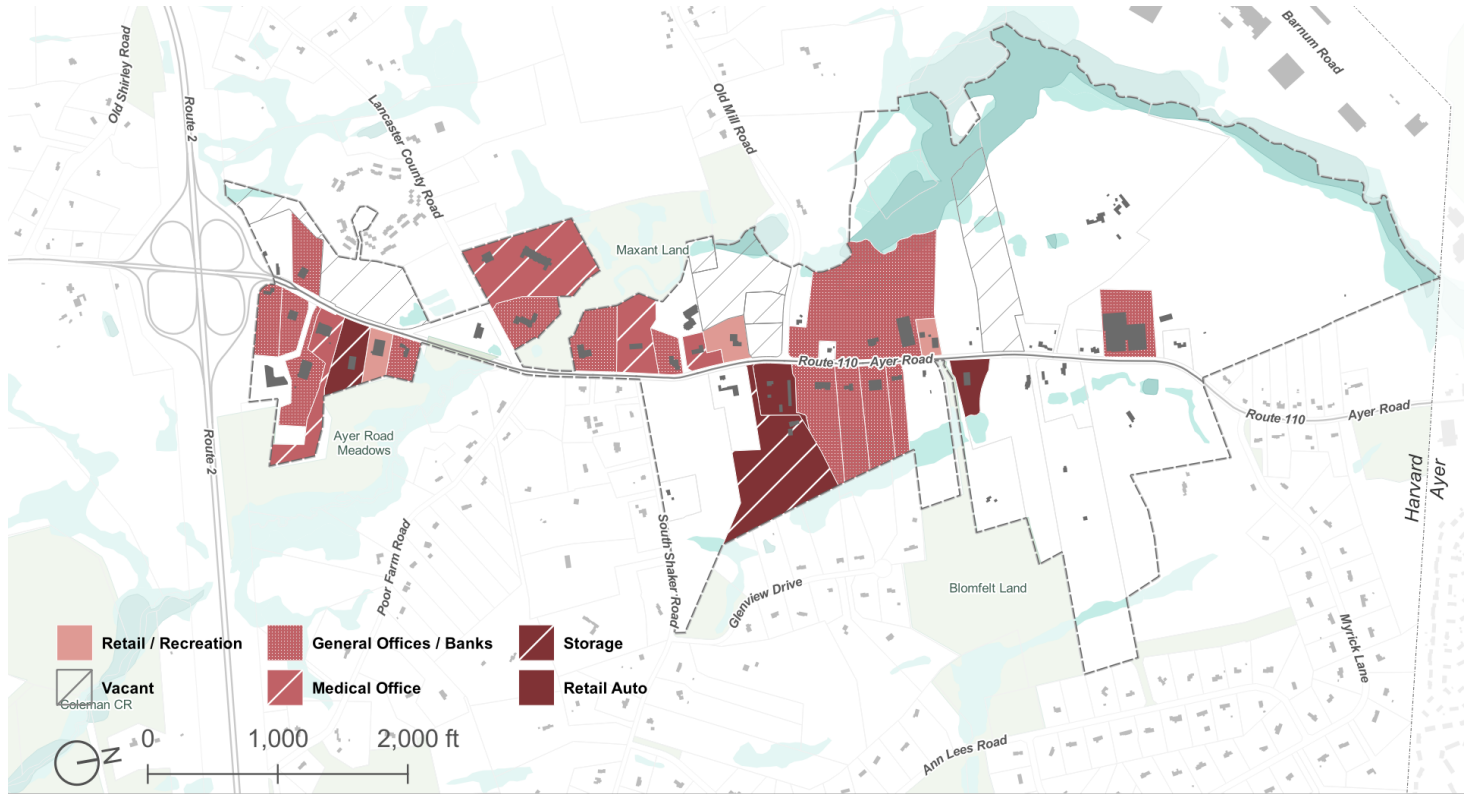 Old Shirley Road
Route 2
Lancaster County Road
Old Mill Road
Barnum Road
Maxant Land
Route 110 Ayer Road
Route 110
Ayer Road
Ayer Road
Meadows
Harvard
Ayer
Route 2
Poor Farm Road
South Shaker Road
Glenview Drive
Blomfelt Land
Myrick Lane
Ann Lees Road
Retail / Recreation
General Offices / Banks
Storage
Vacant
Medical Office
Retail Auto
Coleman CR
N
0
1,000
2,000 ft